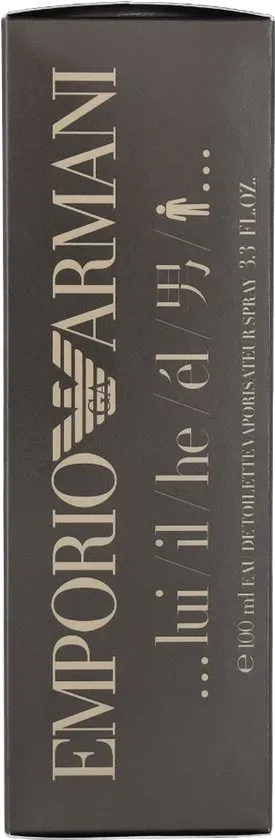 EMPORIO ARMANI
GA
... lui / il / he / él / 男 / ...
e 100 ml EAU DE TOILETTE VAPORISATEUR SPRAY 3.3 FL.OZ.